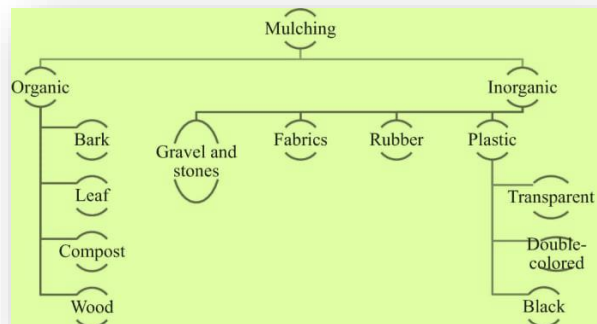 Mulching
Organic
Inorganic
Bark
Leaf
Compost
Wood
Gravel and
stones
Fabrics
Rubber
Plastic
Transparent
Double-
colored
Black